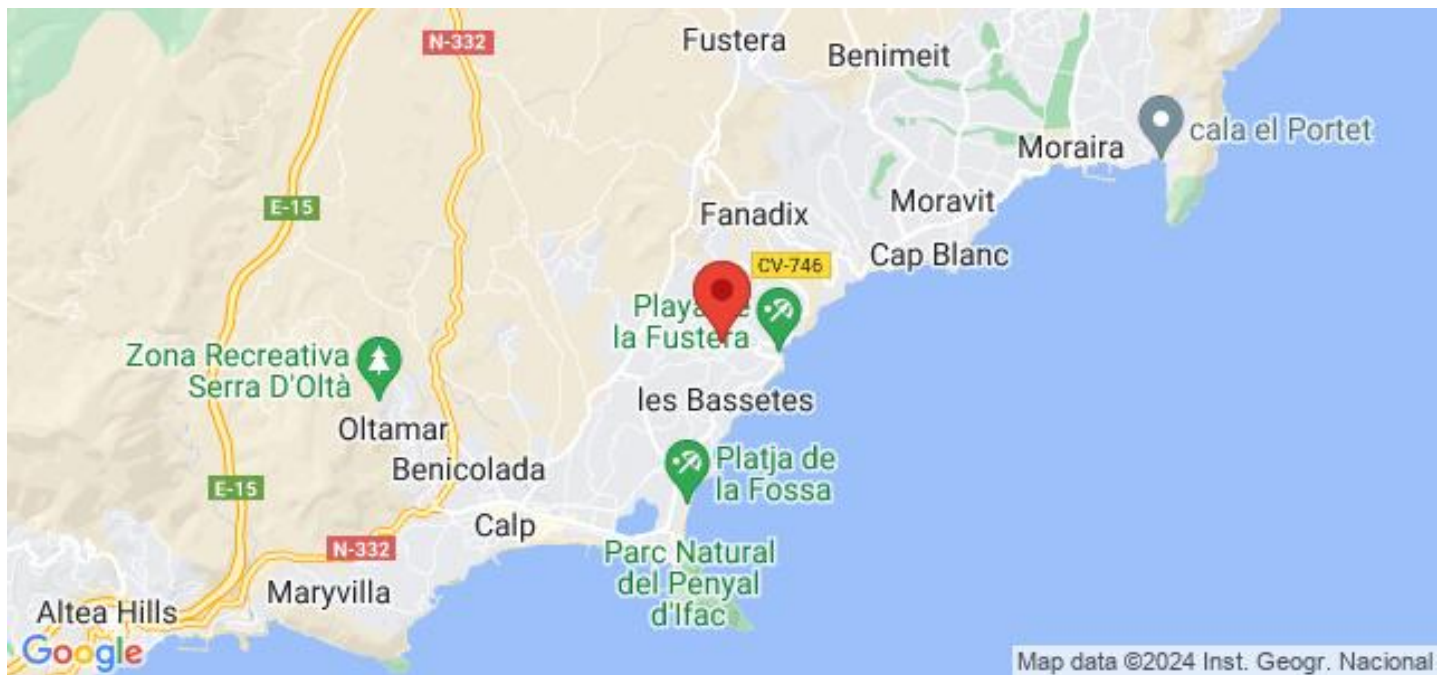 N-332
Fustera
Benimeit
cala el Portet
Moraira
E-15
Fanadix
Moravit
CV-746
Cap Blanc
Playa de
la Fustera
Zona Recreativa
Serra D'Oltà
les Bassetes
Oltamar
Benicolada
Platja de
la Fossa
E-15
Calp
N-332
Parc Natural
del Penyal
d'Ifac
Maryvilla
Altea Hills
Google
Map data ©2024 Inst. Geogr. Nacional